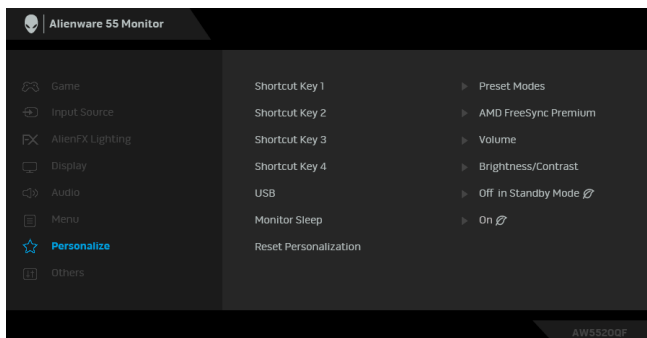 Alienware 55 Monitor
Game
Input Source
AlienFX Lighting
Display
Audio
Menu
Personalize
Others
Shortcut Key 1 Preset Modes
Shortcut Key 2 AMD FreeSync Premium
Shortcut Key 3 Volume
Shortcut Key 4 Brightness/Contrast
USB Off in Standby Mode
Monitor Sleep On
Reset Personalization
AW5520QF